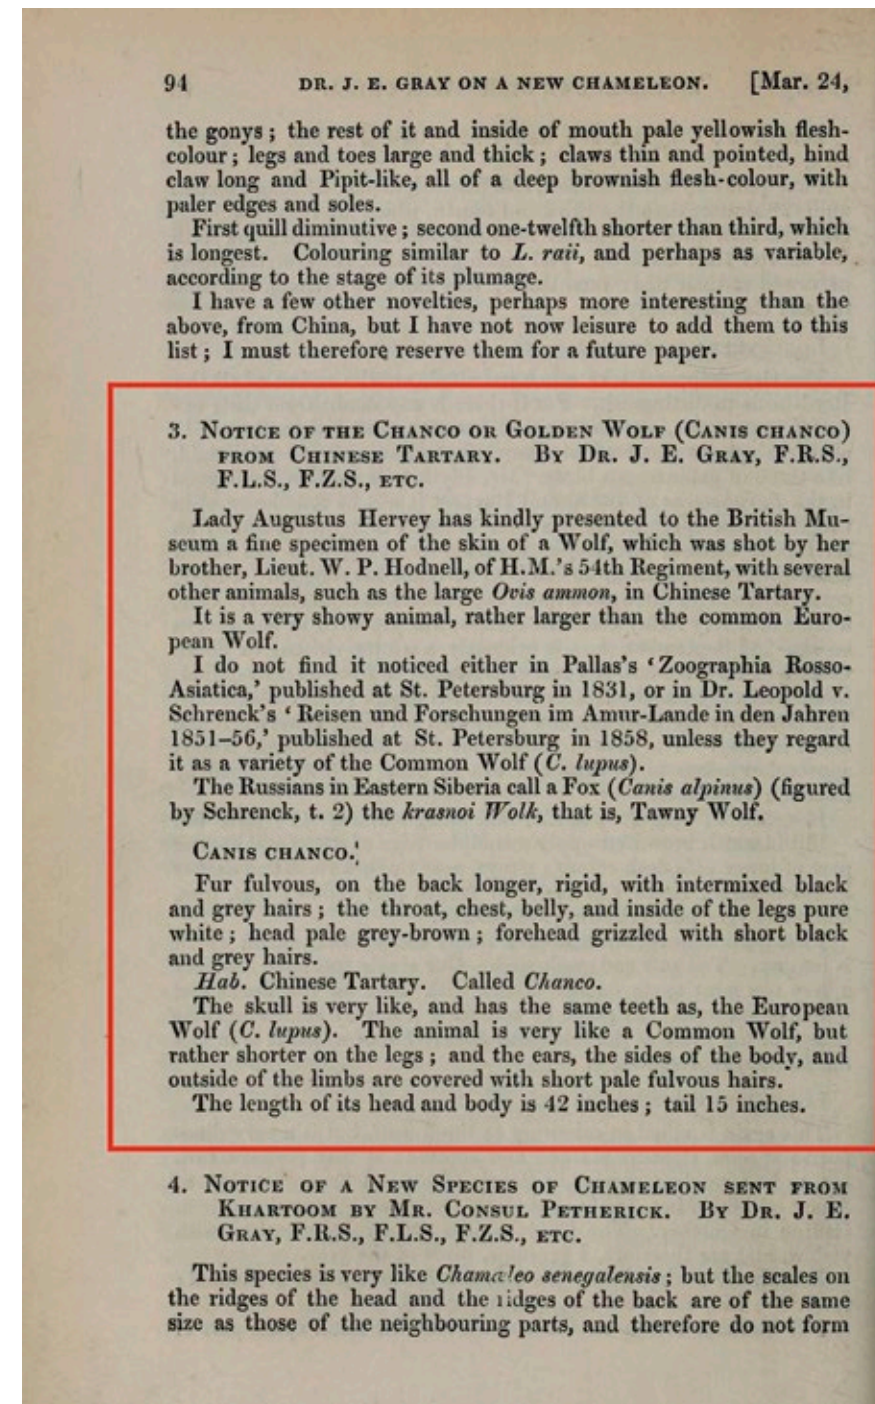 94 DR. J. E. GRAY ON A NEW CHAMELEON. [Mar. 24,
the gonys; the rest of it and inside of mouth pale yellowish flesh-
colour; legs and toes large and thick; claws thin and pointed, hind
claw long and Pipit-like, all of a deep brownish flesh-colour, with
paler edges and soles.
First quill diminutive; second one-twelfth shorter than third, which
is longest. Colouring similar to L. raii, and perhaps as variable,
according to the stage of its plumage.
I have a few other novelties, perhaps more interesting than the
above, from China, but I have not now leisure to add them to this
list; I must therefore reserve them for a future paper.
3. NOTICE OF THE CHANCO OR GOLDEN WOLF (CANIS CHANCO)
FROM CHINESE TARTARY. BY DR. J. E. GRAY, F.R.S.,
F.L.S., F.Z.S., ETC.
Lady Augustus Hervey has kindly presented to the British Mu-
seum a fine specimen of the skin of a Wolf, which was shot by her
brother, Lieut. W. P. Hodnell, of H.M.'s 54th Regiment, with several
other animals, such as the large Ovis ammon, in Chinese Tartary.
It is a very showy animal, rather larger than the common Euro-
pean Wolf.
I do not find it noticed either in Pallas's 'Zoographia Rosso-
Asiatica,' published at St. Petersburg in 1831, or in Dr. Leopold v.
Schrenck's 'Reisen und Forschungen im Amur-Lande in den Jahren
1851–56,' published at St. Petersburg in 1858, unless they regard
it as a variety of the Common Wolf (C. lupus).
The Russians in Eastern Siberia call a Fox (Canis alpinus) (figured
by Schrenck, t. 2) the krasnoi Wolk, that is, Tawny Wolf.
CANIS CHANCO.
Fur fulvous, on the back longer, rigid, with intermixed black
and grey hairs; the throat, chest, belly, and inside of the legs pure
white; head pale grey-brown; forehead grizzled with short black
and grey hairs.
Hab. Chinese Tartary. Called Chanco.
The skull is very like, and has the same teeth as, the European
Wolf (C. lupus). The animal is very like a Common Wolf, but
rather shorter on the legs; and the ears, the sides of the body, and
outside of the limbs are covered with short pale fulvous hairs.
The length of its head and body is 42 inches; tail 15 inches.
4. NOTICE OF A NEW SPECIES OF CHAMELEON SENT FROM
KHARTOOM BY MR. CONSUL PETHERICK. BY DR. J. E.
GRAY, F.R.S., F.L.S., F.Z.S., ETC.
This species is very like Chamæleo senegalensis; but the scales on
the ridges of the head and the ridges of the back are of the same
size as those of the neighbouring parts, and therefore do not form